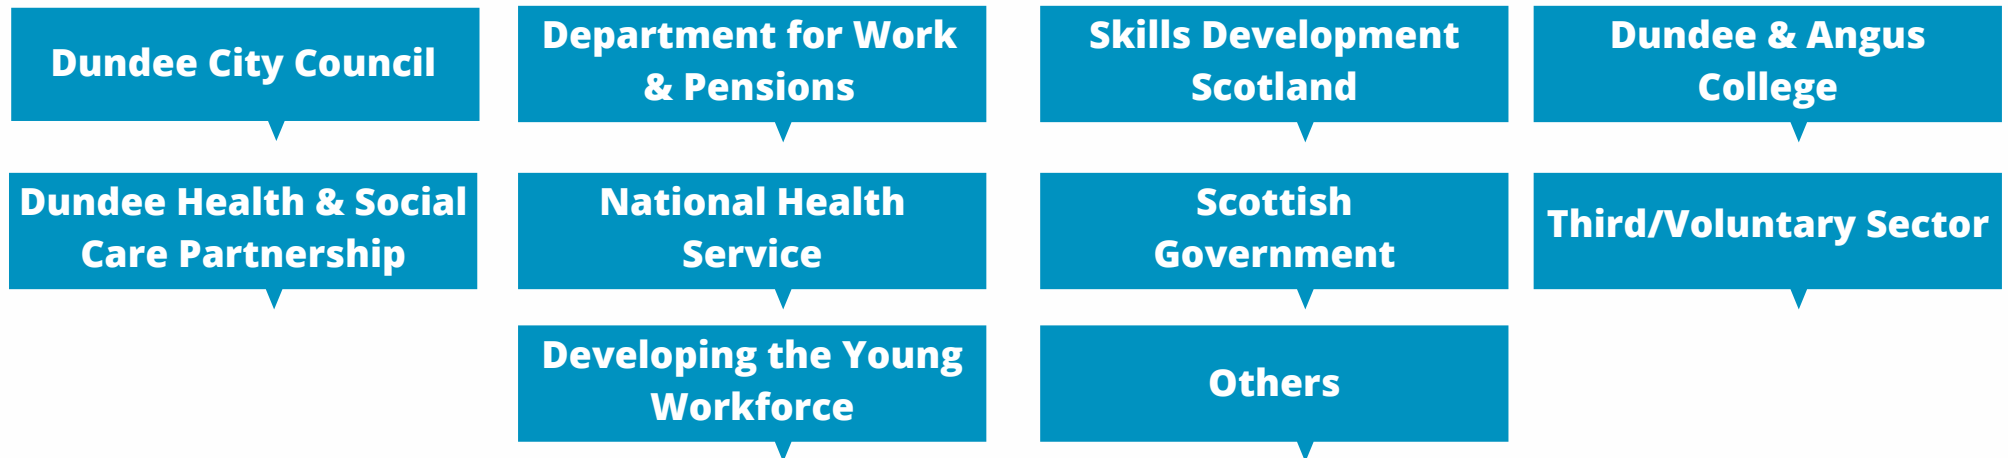 Dundee City Council
Department for Work
& Pensions
Skills Development
Scotland
Dundee & Angus
College
Dundee Health & Social
Care Partnership
National Health
Service
Scottish
Government
Third/Voluntary Sector
Developing the Young
Workforce
Others